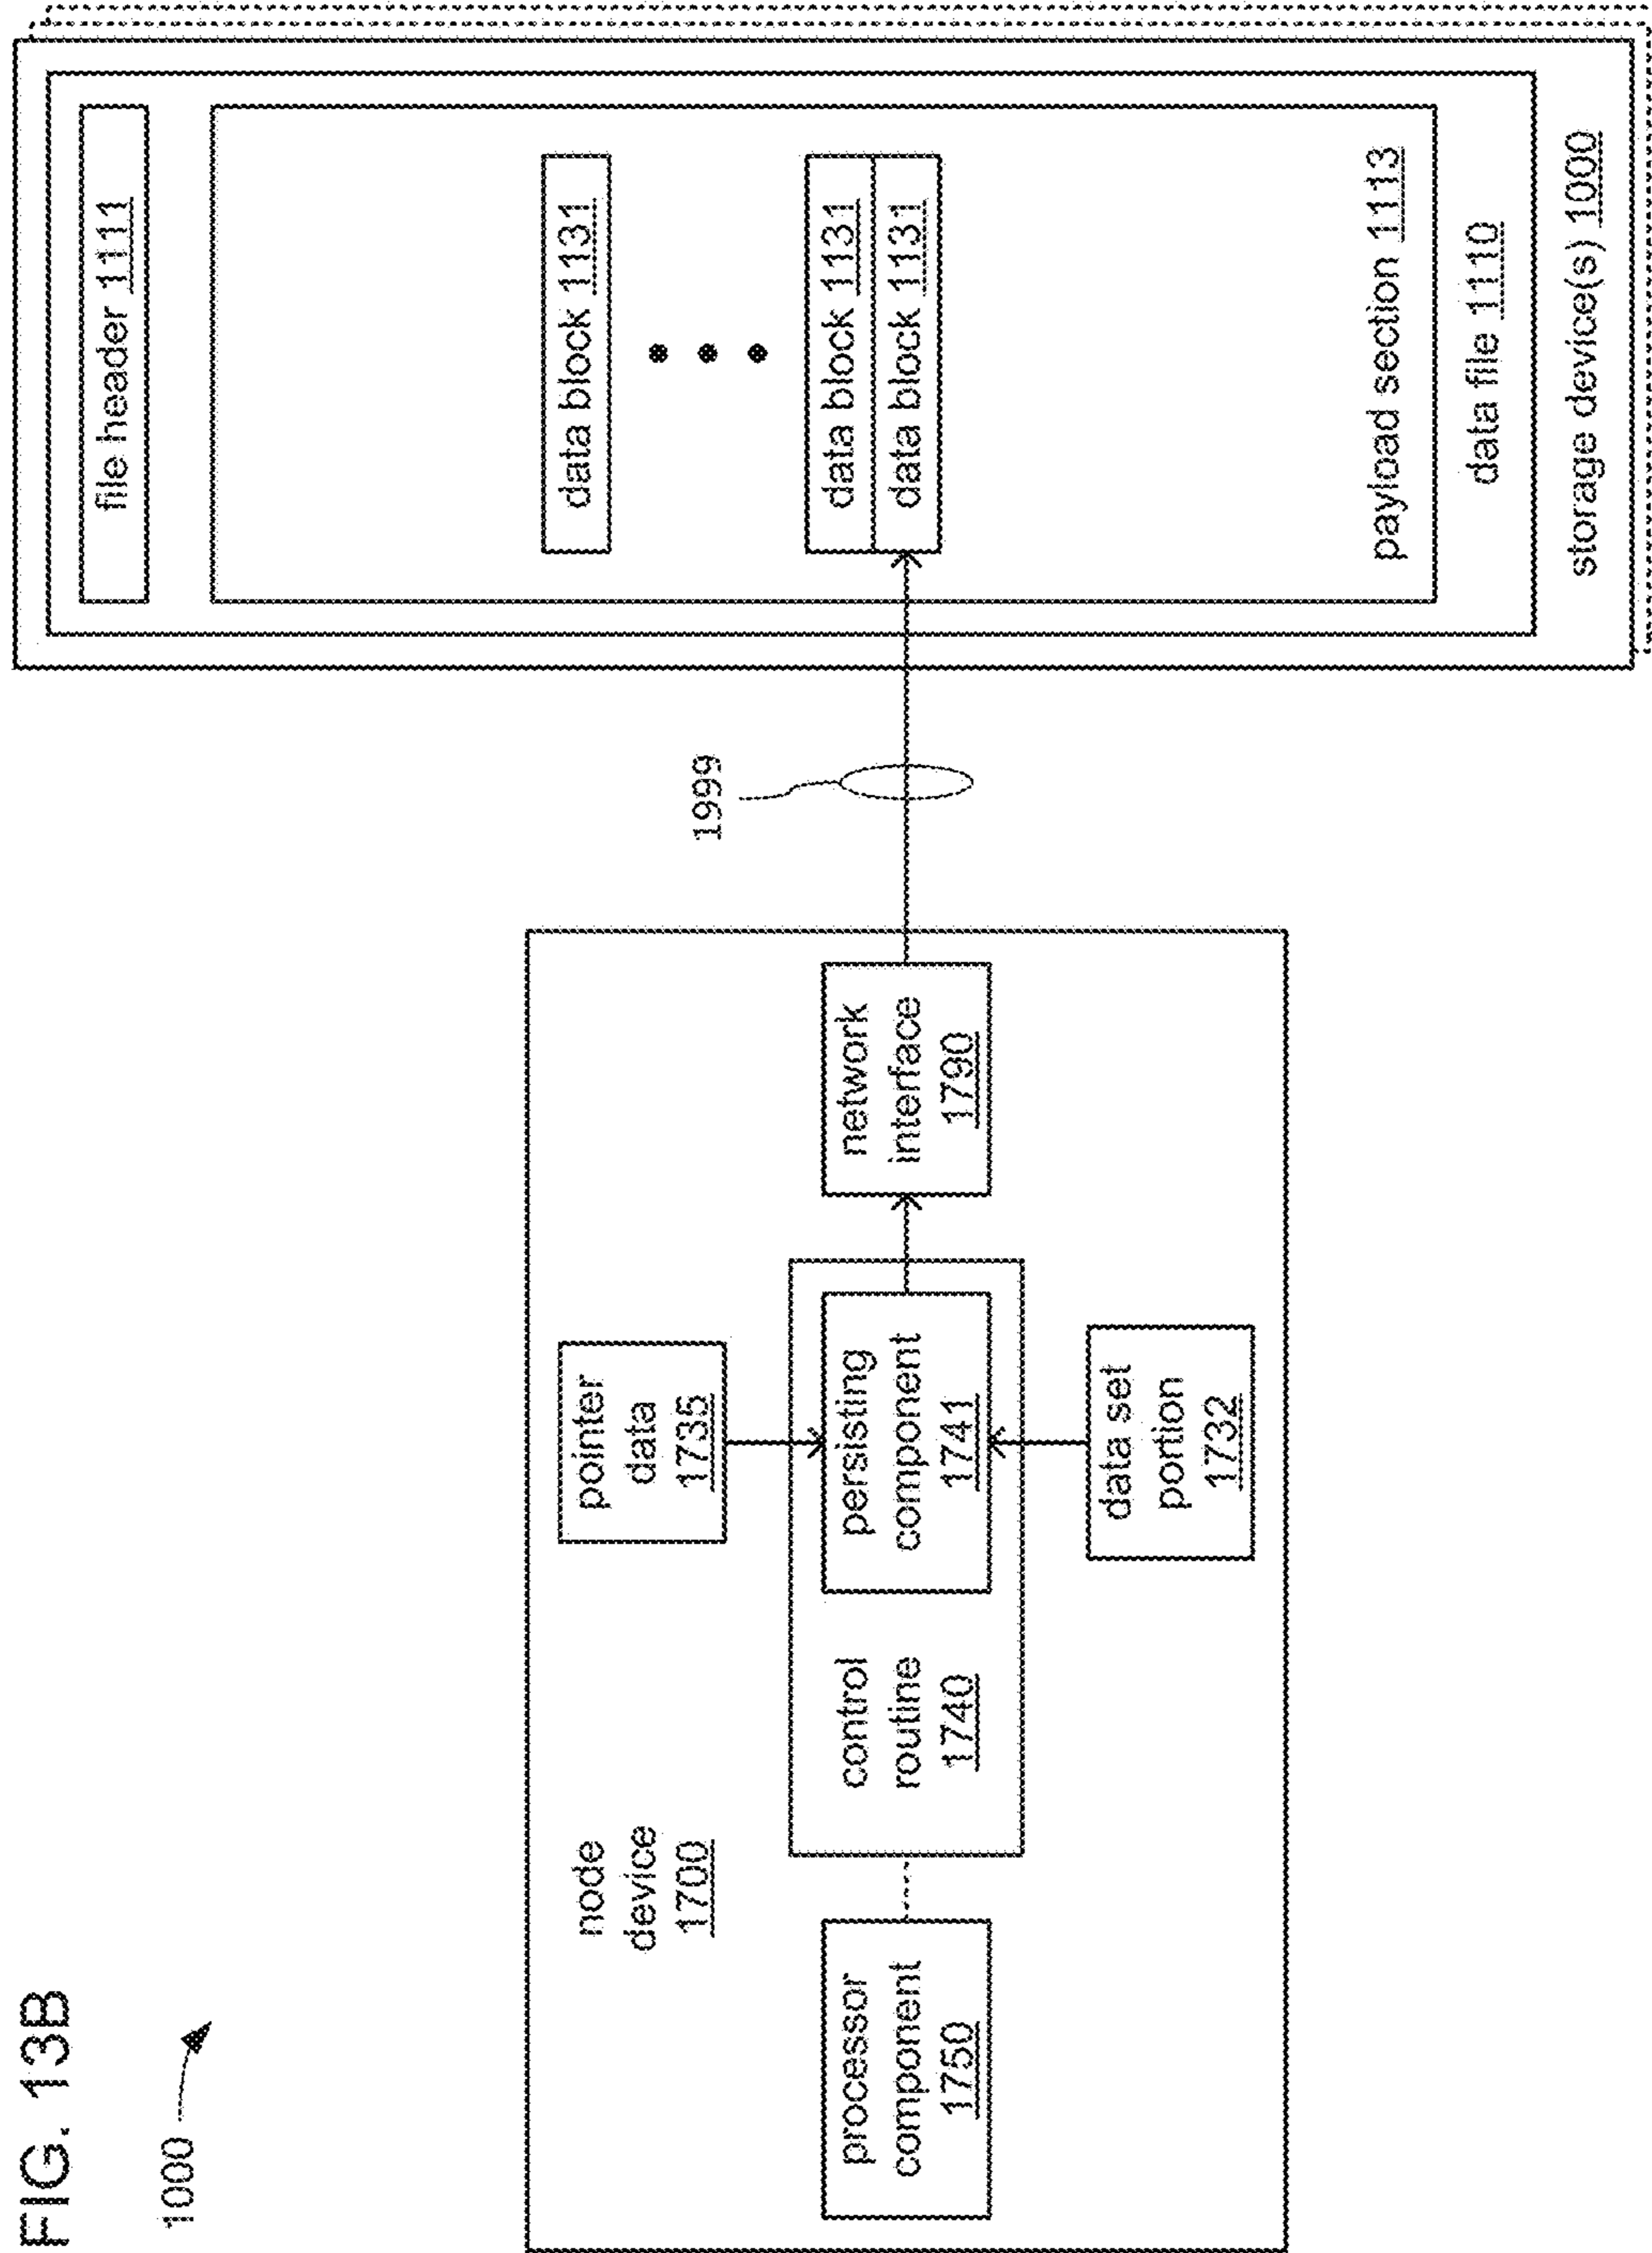 FIG. 13B
1000
node
device
1700
processor
component
1750
control
routine
1740
pointer
data
1735
persisting
component
1741
data set
portion
1732
network
interface
1790
1999
file header 1111
data block 1131
data block 1131
data block 1131
payload section 1113
data file 1110
storage device(s) 1000